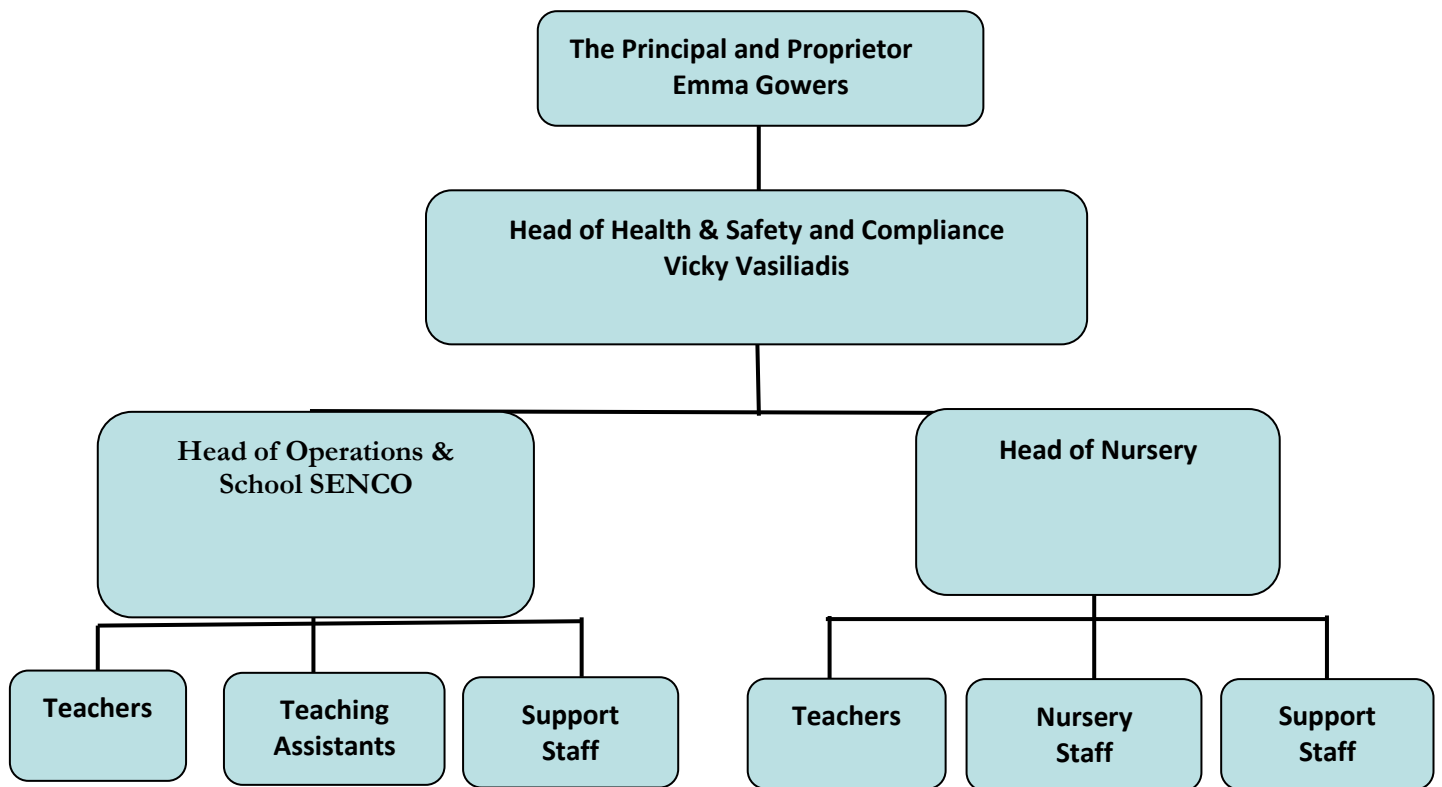 The Principal and Proprietor
Emma Gowers
Head of Health & Safety and Compliance
Vicky Vasiliadis
Head of Operations &
School SENCO
Head of Nursery
Teachers
Teaching
Assistants
Support
Staff
Teachers
Nursery
Staff
Support
Staff